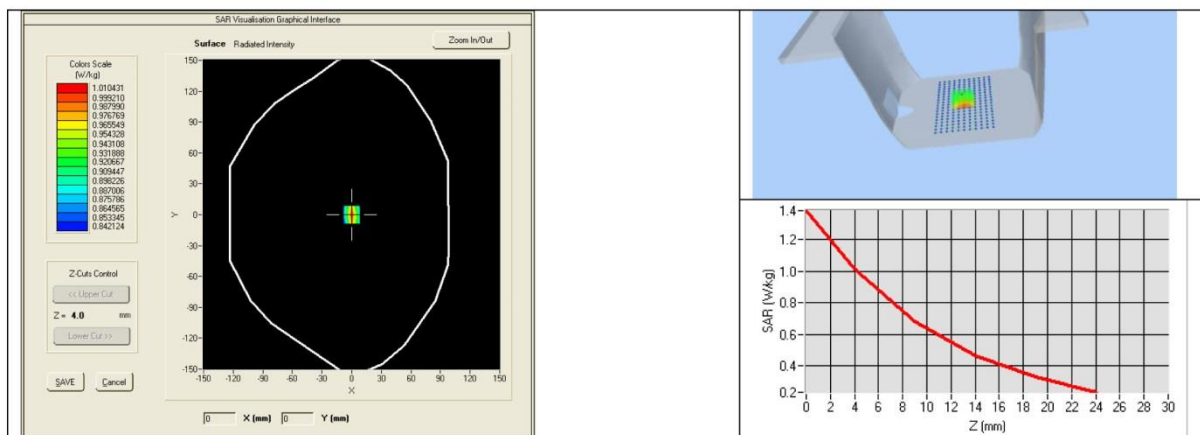 SAR Visualisation Graphical Interface
Surface Radiated Intensity
Zoom In/Out
Colors Scale
(W/kg)
1.010431
0.999210
0.987990
0.976769
0.965549
0.954328
0.943108
0.931888
0.920667
0.909447
0.898226
0.887006
0.875786
0.864565
0.853345
0.842124
Z-Cuts Control
<< Upper Cut
Z = 4.0 mm
Lower Cut >>
SAVE Cancel
150
120
90
60
30
Y 0
-30
-60
-90
-120
-150
-150 -120 -90 -60 -30 0 30 60 90 120 150
X
0 X (mm) 0 Y (mm)
SAR (W/kg)
1.4
1.2
1.0
0.8
0.6
0.4
0.2
0 2 4 6 8 10 12 14 16 18 20 22 24 26 28 30
Z (mm)